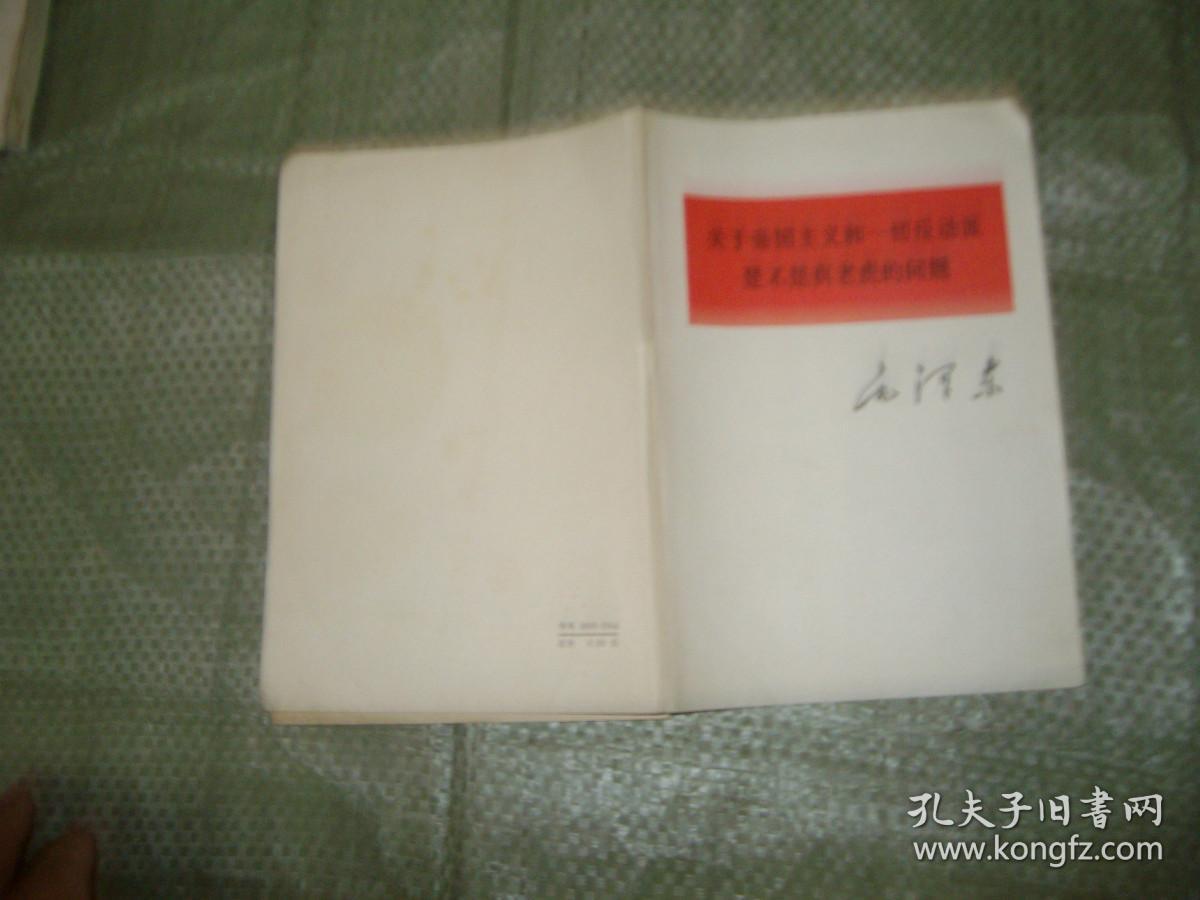 关于帝国主义和一切反动派
是不是真老虎的问题
毛泽东
孔夫子旧書网
www.kongfz.com